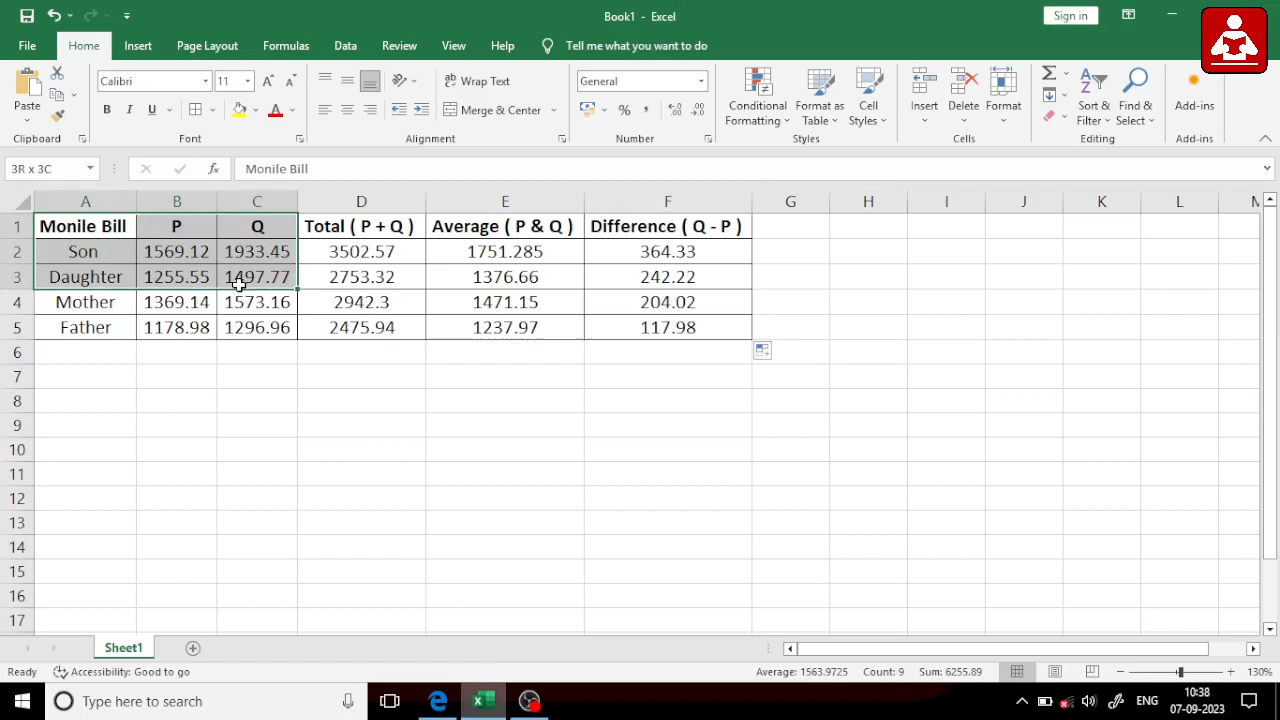 Book1 - Excel
Sign in
File Home Insert Page Layout Formulas Data Review View Help Tell me what you want to do
Calibri 11 Wrap Text General
Paste B I U Merge & Center % , Conditional Formatting Format as Table Cell Styles Insert Delete Format Sort & Filter Find & Select Add-ins
Clipboard Font Alignment Number Styles Cells Editing Add-ins
3R x 3C fx Monile Bill
A B C D E F G H I J K L M
1 Monile Bill P Q Total ( P + Q ) Average ( P & Q ) Difference ( Q - P )
2 Son 1569.12 1933.45 3502.57 1751.285 364.33
3 Daughter 1255.55 1497.77 2753.32 1376.66 242.22
4 Mother 1369.14 1573.16 2942.3 1471.15 204.02
5 Father 1178.98 1296.96 2475.94 1237.97 117.98
6
7
8
9
10
11
12
13
14
15
16
17
Sheet1
Ready Accessibility: Good to go Average: 1563.9725 Count: 9 Sum: 6255.89 130%
Type here to search ENG 10:38
07-09-2023